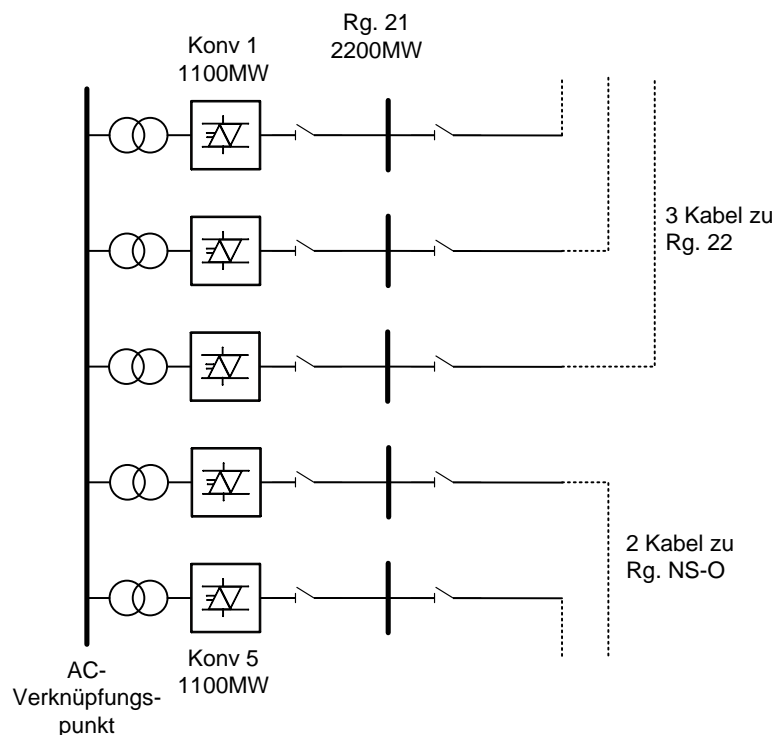 Rg. 21
2200MW
Konv 1
1100MW
3 Kabel zu
Rg. 22
2 Kabel zu
Rg. NS-O
Konv 5
1100MW
AC-
Verknüpfungs-
punkt